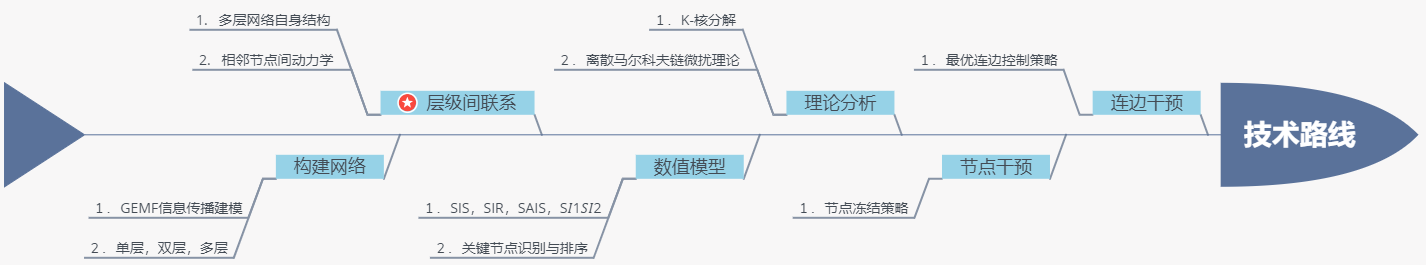 1. 多层网络自身结构
2. 相邻节点间动力学
层级间联系
1. K-核分解
2. 离散马尔科夫链微扰理论
理论分析
1. 最优连边控制策略
连边干预
技术路线
构建网络
1. GEMF信息传播建模
2. 单层，双层，多层
数值模型
1. SIS，SIR，SAIS，SI1SI2
2. 关键节点识别与排序
节点干预
1. 节点冻结策略